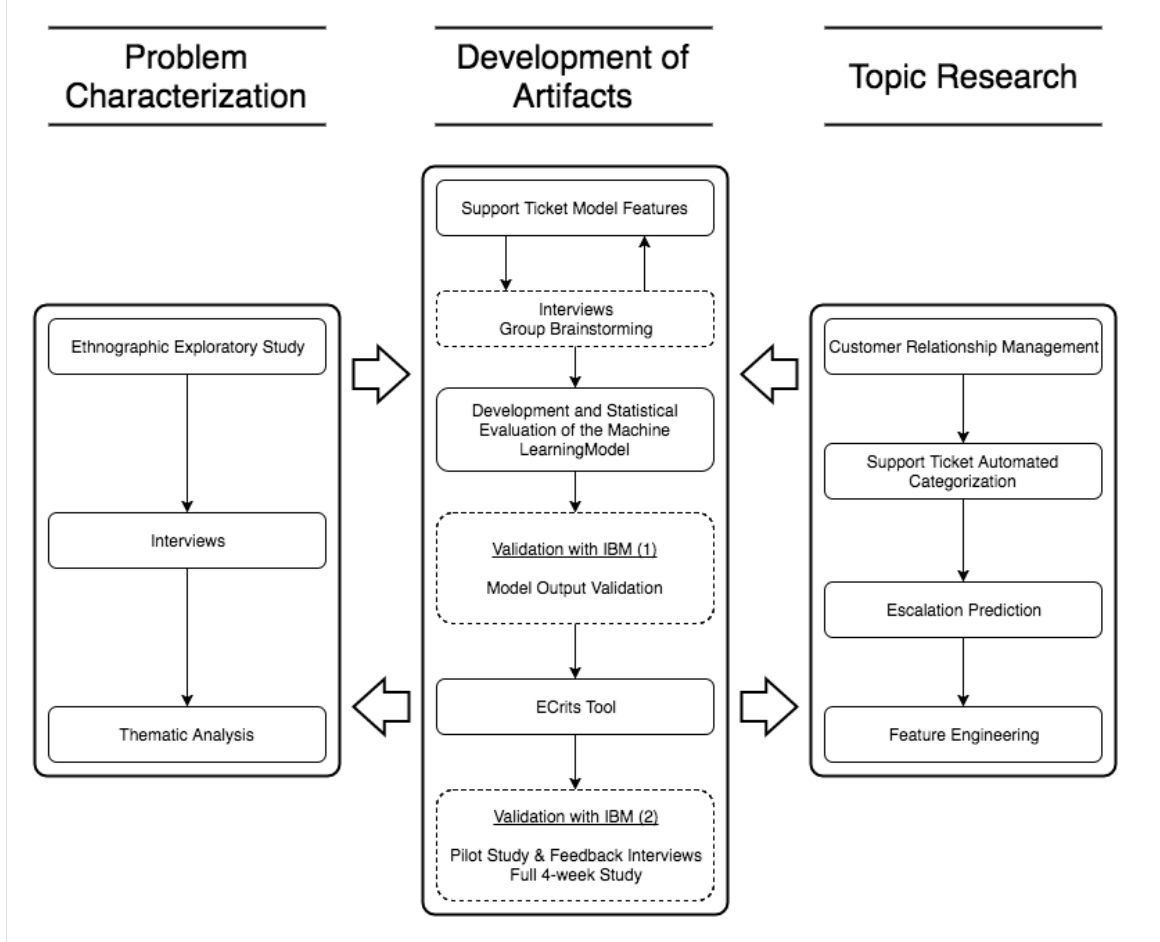 Problem
Characterization
Development of
Artifacts
Topic Research
Ethnographic Exploratory Study
Interviews
Thematic Analysis
Support Ticket Model Features
Interviews
Group Brainstorming
Development and Statistical
Evaluation of the Machine
LearningModel
Validation with IBM (1)
Model Output Validation
ECrits Tool
Validation with IBM (2)
Pilot Study & Feedback Interviews
Full 4-week Study
Customer Relationship Management
Support Ticket Automated
Categorization
Escalation Prediction
Feature Engineering